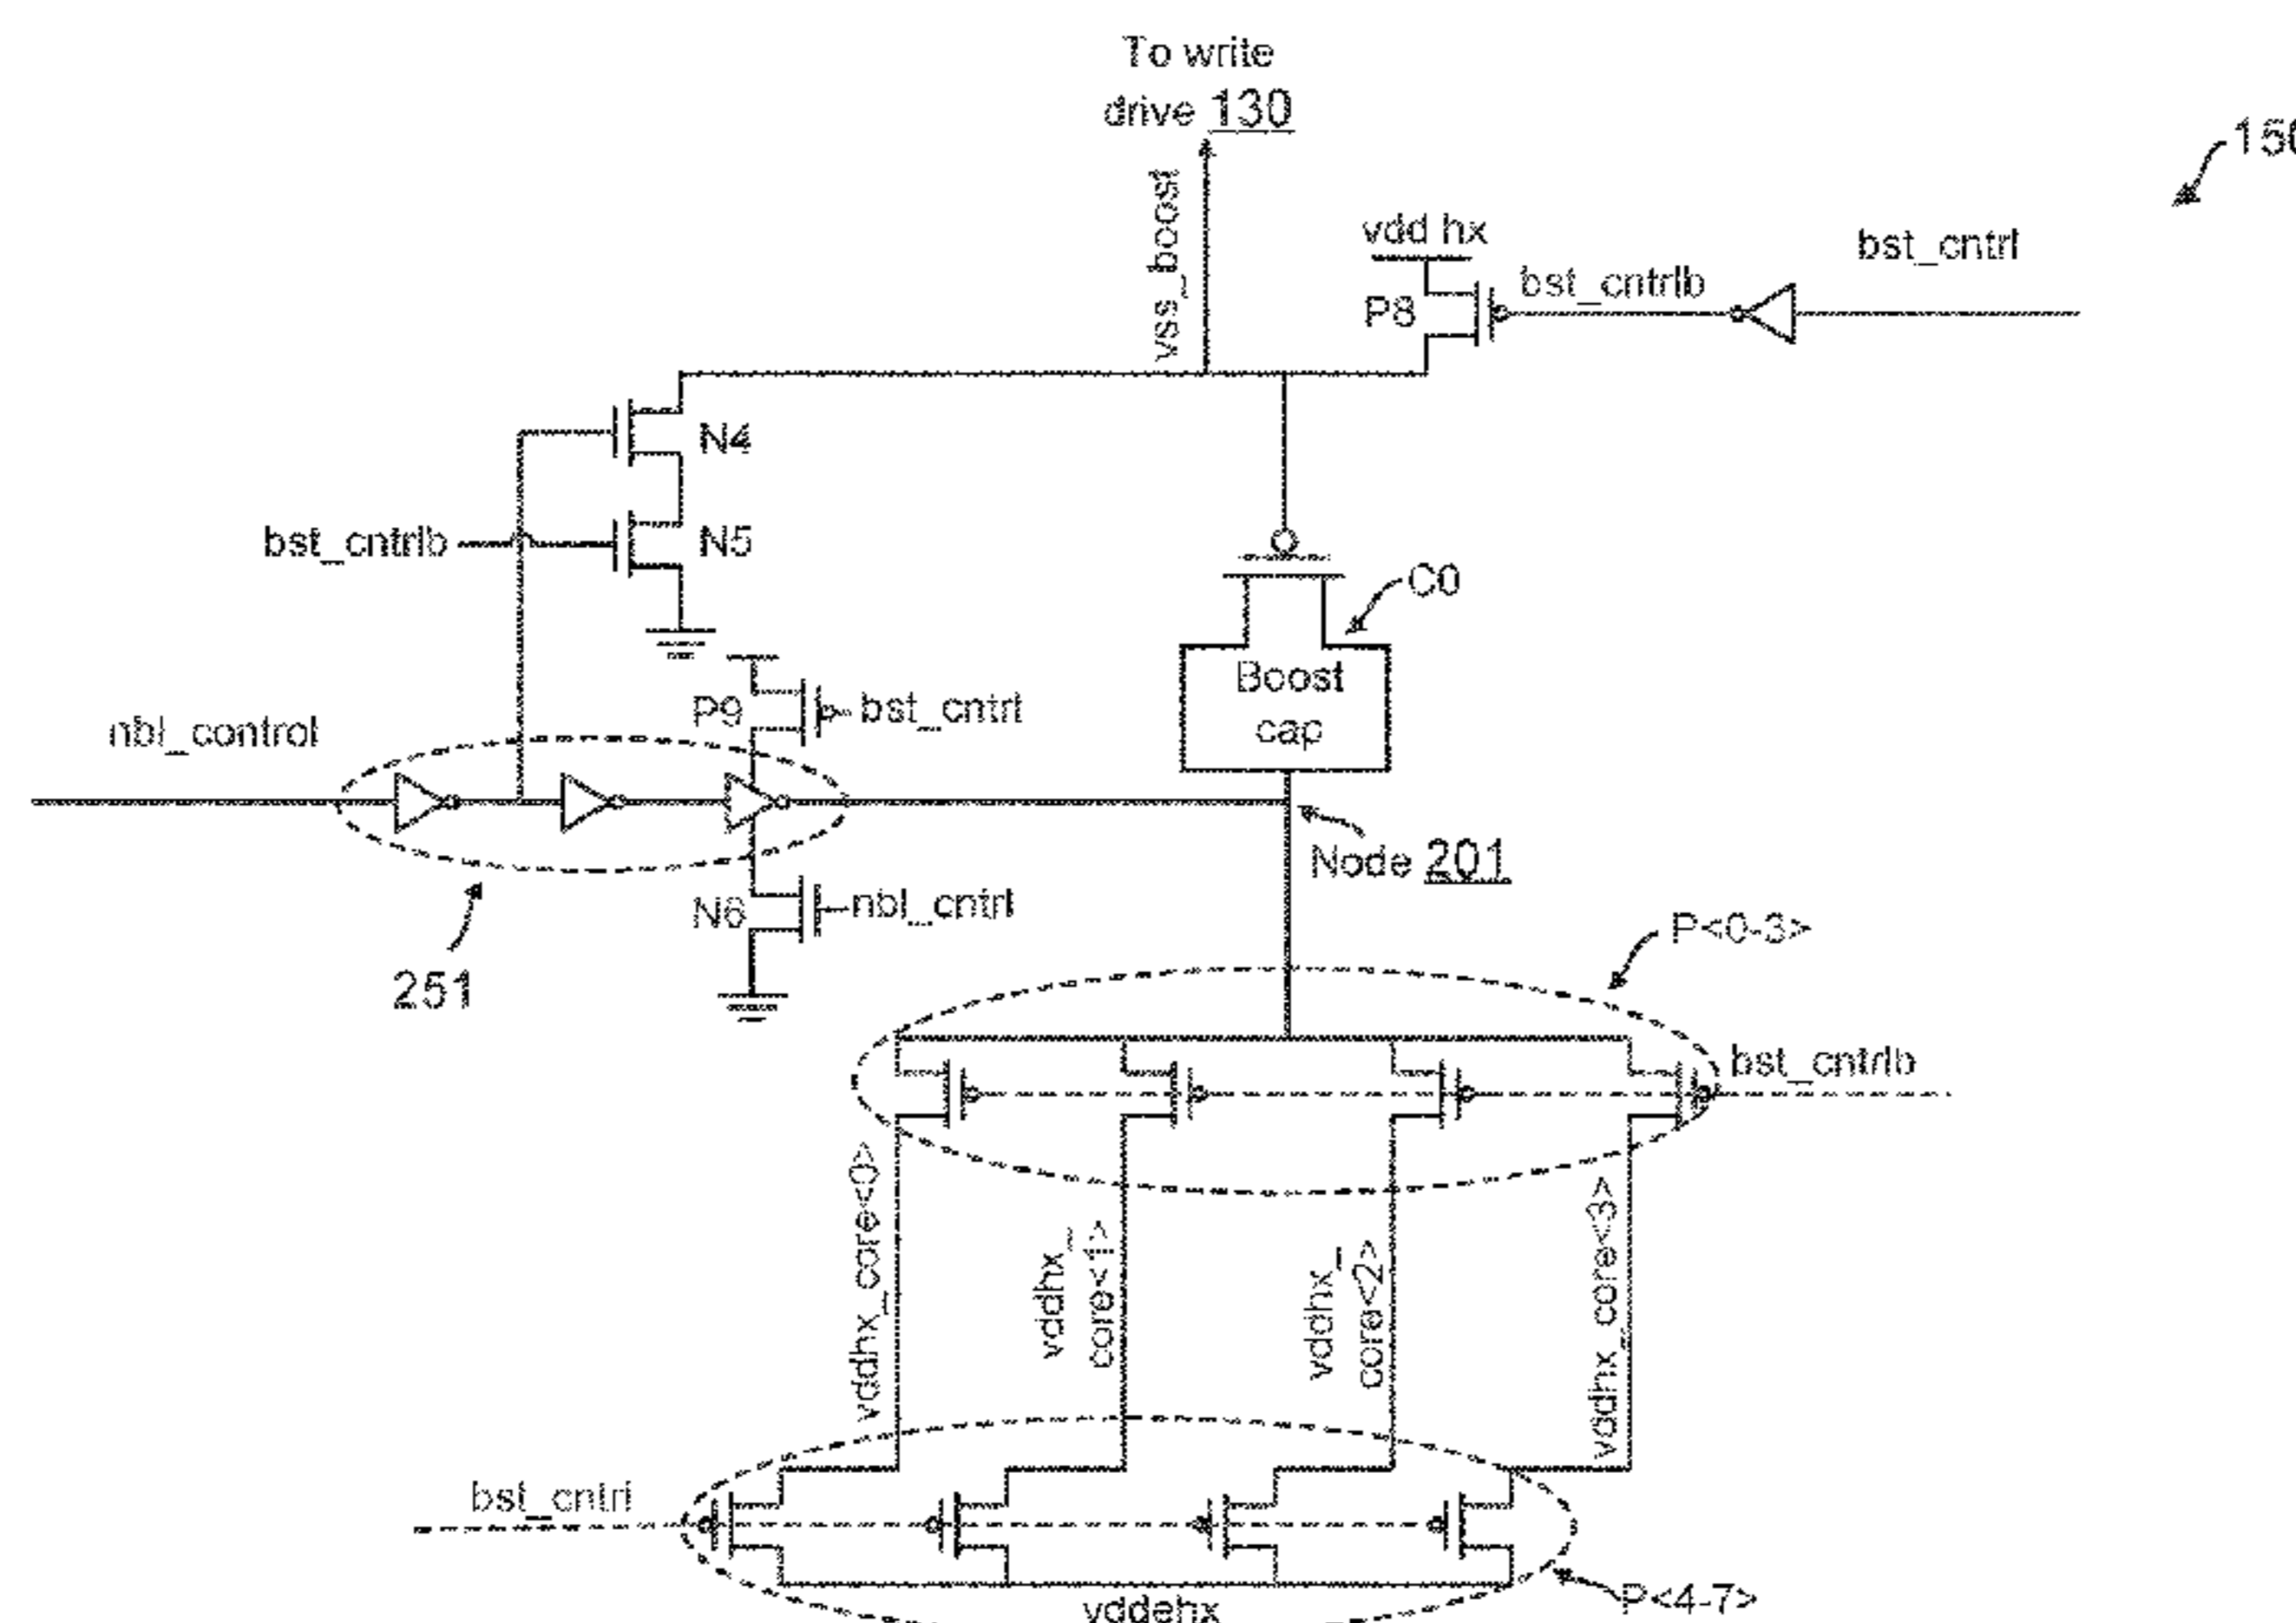 To write
drive 130
150
vss_boost
vdd hx
bst_cntrl
bst_cntrlb
P8
N4
bst_cntrlb
N5
C0
Boost
cap
P9
bst_cntrl
nbl_control
Node 201
N6
nbl_cntrl
P<0-3>
251
bst_cntrlb
vddhx_core<0>
vddhx_
core<1>
vddhx_
core<2>
vddhx_core<3>
bst_cntrl
vddehx
P<4-7>